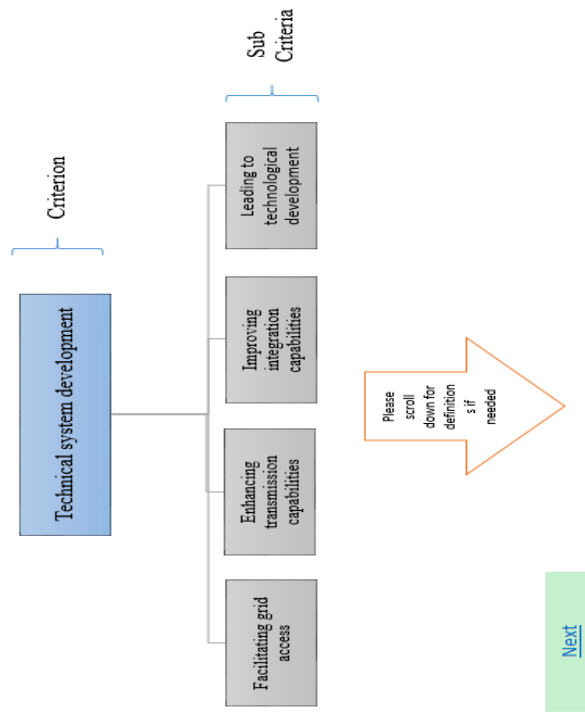 Technical system development
Criterion
Facilitating grid
access
Enhancing
transmission
capabilities
Improving
integration
capabilities
Leading to
technological
development
Sub
Criteria
Please
scroll
down for
definition
s if
needed
Next